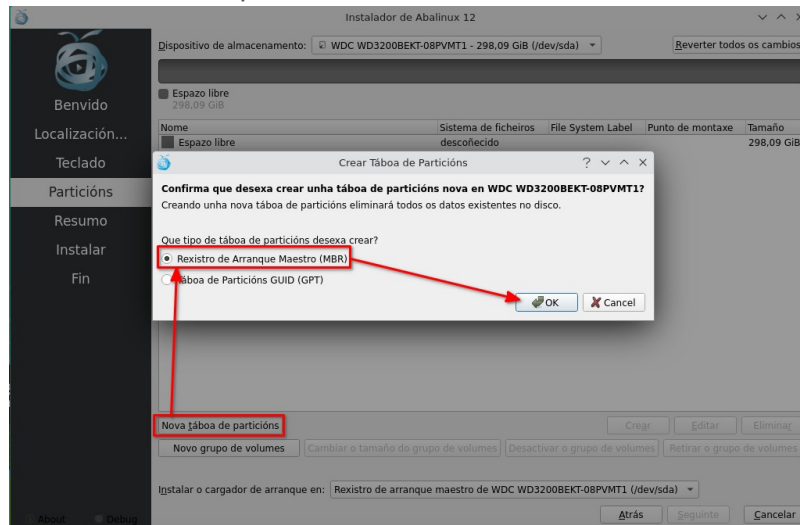 Instalador de Abalinux 12
Dispositivo de almacenamento: WDC WD3200BEKT-08PVMT1 - 298,09 GiB (/dev/sda)
Reverter todos os cambios
Espazo libre
298,09 GiB
Benvido
Localización...
Teclado
Particións
Resumo
Instalar
Fin
Nome Sistema de ficheiros File System Label Punto de montaxe Tamaño
Espazo libre descoñecido 298,09 GiB
Crear Táboa de Particións
Confirma que desexa crear unha táboa de particións nova en WDC WD3200BEKT-08PVMT1?
Creando unha nova táboa de particións eliminará todos os datos existentes no disco.
Que tipo de táboa de particións desexa crear?
Rexistro de Arranque Maestro (MBR)
Táboa de Particións GUID (GPT)
OK Cancel
Nova táboa de particións Crear Editar Eliminar
Novo grupo de volumes Cambiar o tamaño do grupo de volumes Desactivar o grupo de volumes Retirar o grupo de volumes
Instalar o cargador de arranque en: Rexistro de arranque maestro de WDC WD3200BEKT-08PVMT1 (/dev/sda)
About Debug
Atrás Seguinte Cancelar